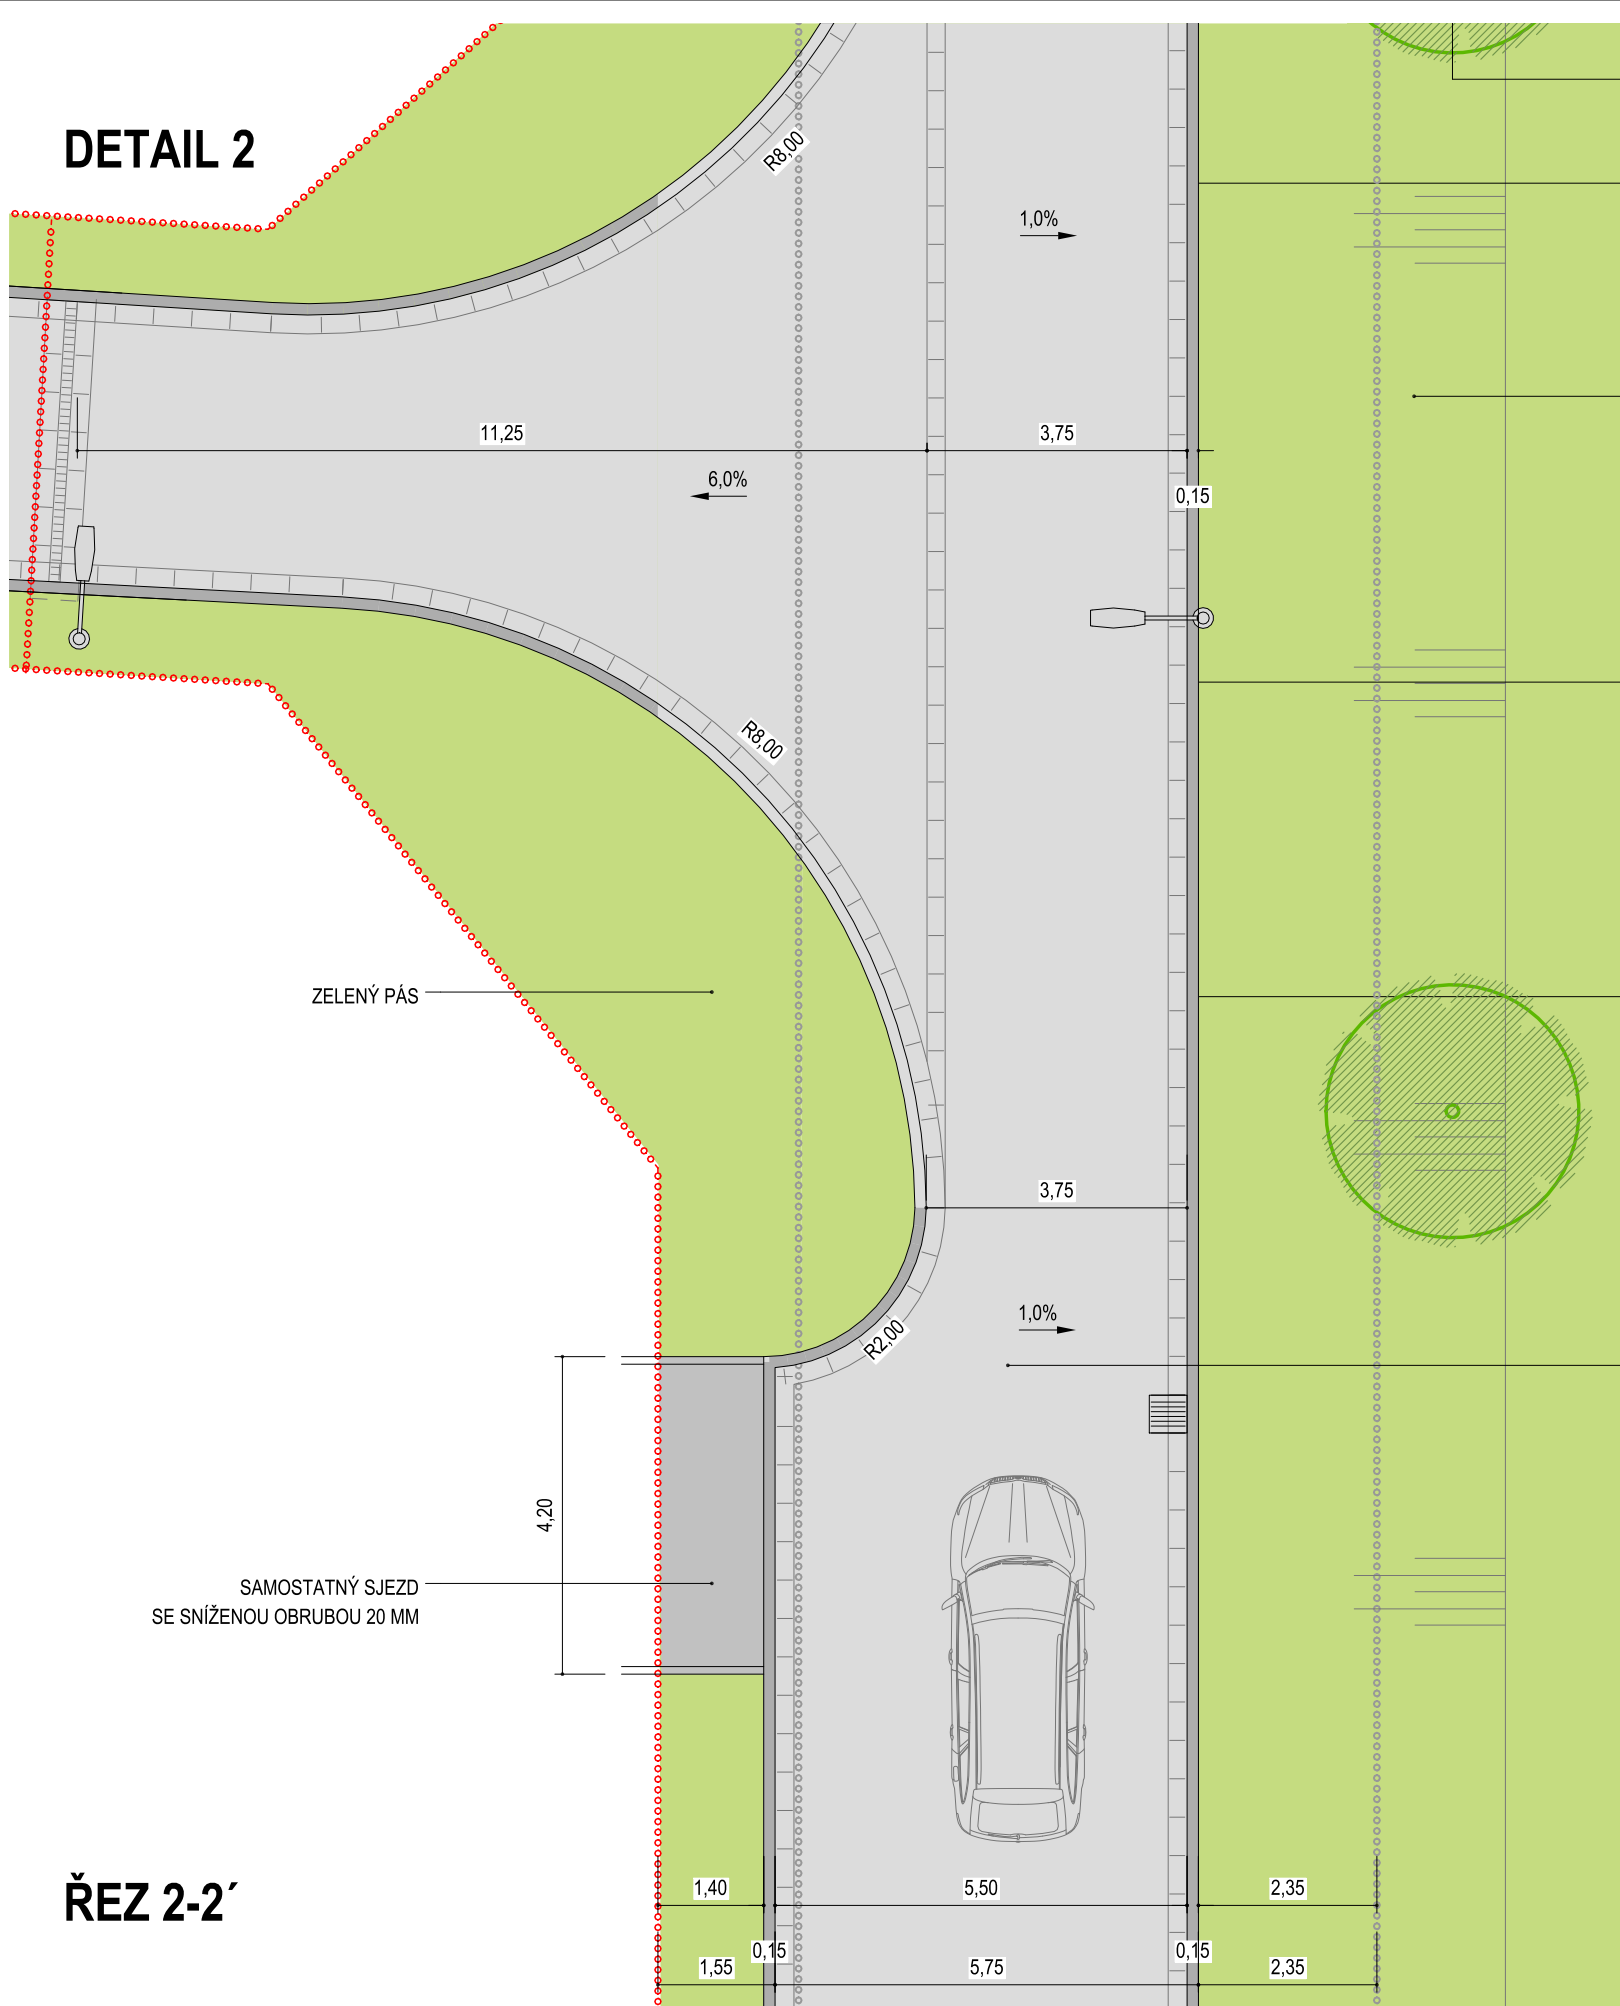 DETAIL 2
R8,00
1,0%
11,25
3,75
6,0%
0,15
R8,00
ZELENÝ PÁS
3,75
1,0%
R2,00
4,20
SAMOSTATNÝ SJEZD
SE SNÍŽENOU OBRUBOU 20 MM
ŘEZ 2-2´
1,40
5,50
2,35
0,15
0,15
1,55
5,75
2,35